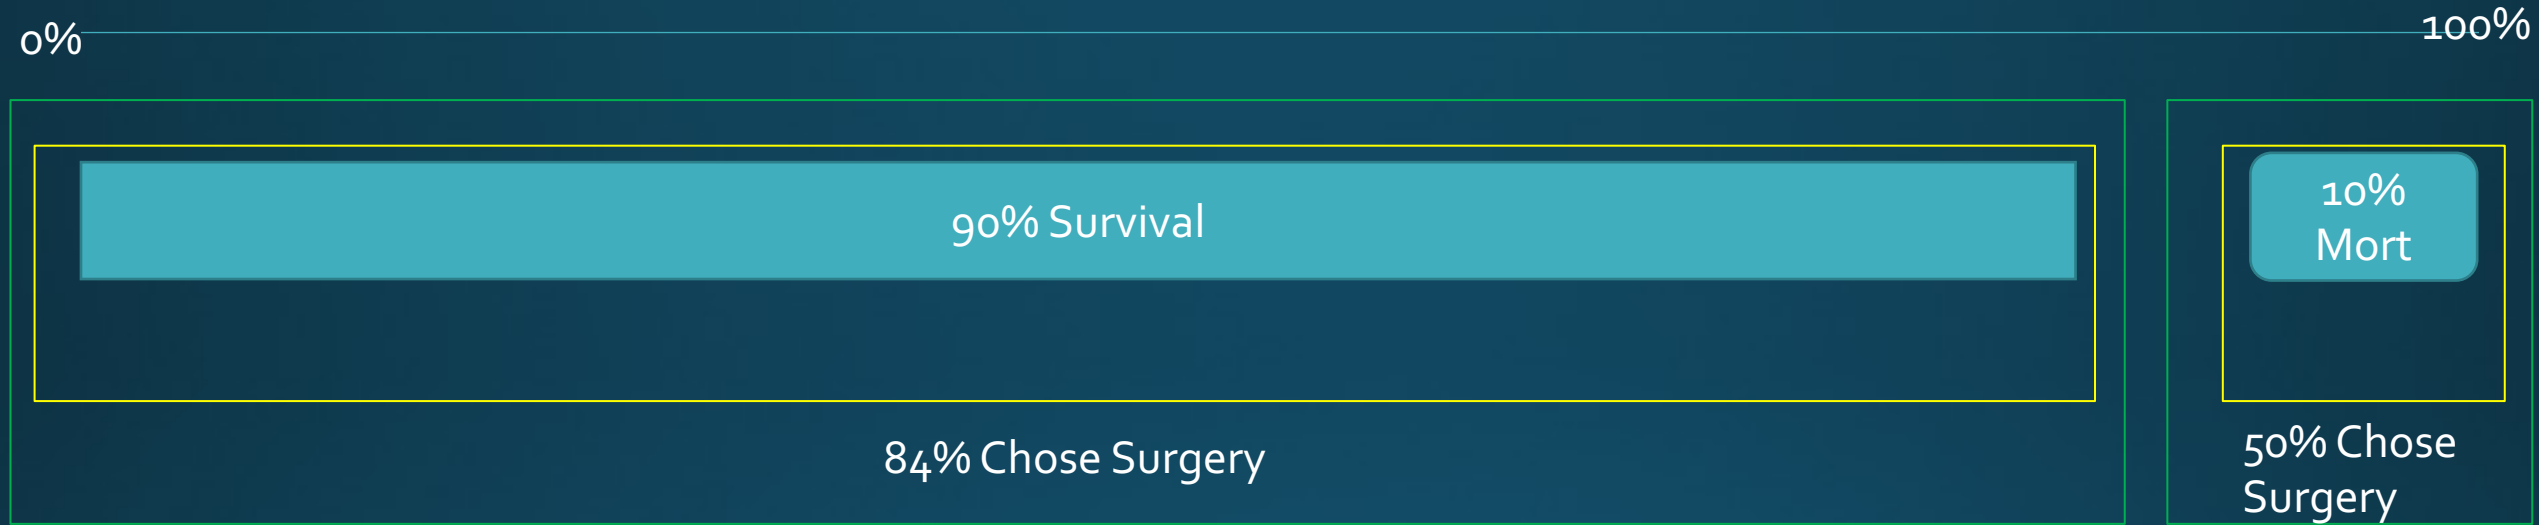 0%
100%
90% Survival
10%
Mort
84% Chose Surgery
50% Chose
Surgery